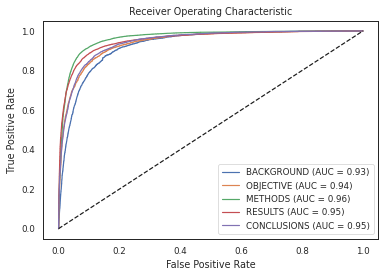 Receiver Operating Characteristic
True Positive Rate
1.0
0.8
0.6
0.4
0.2
0.0
BACKGROUND (AUC = 0.93)
OBJECTIVE (AUC = 0.94)
METHODS (AUC = 0.96)
RESULTS (AUC = 0.95)
CONCLUSIONS (AUC = 0.95)
0.0 0.2 0.4 0.6 0.8 1.0
False Positive Rate